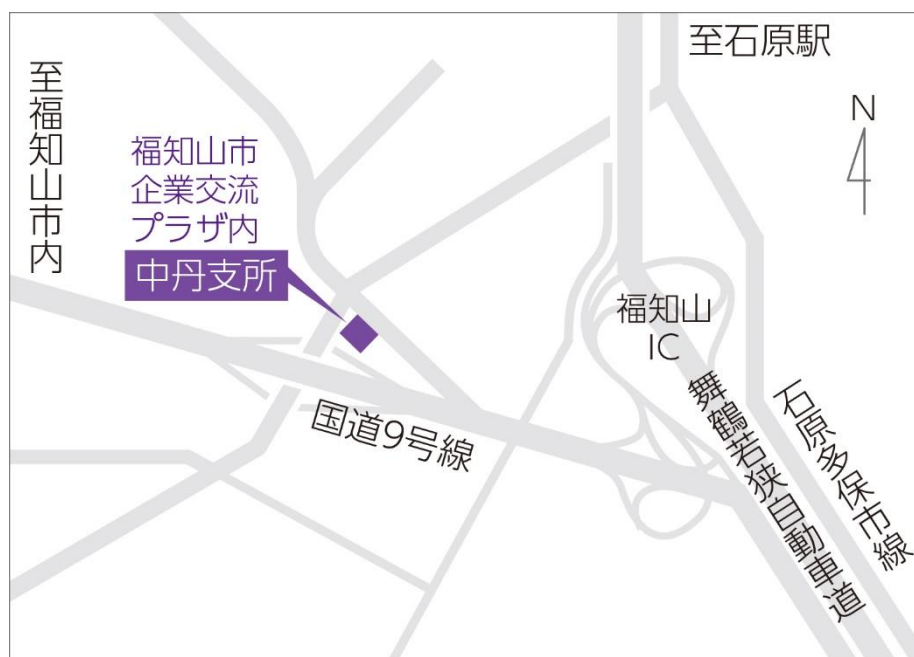 至石原駅
至福知山市内
N
福知山市
企業交流
プラザ内
中丹支所
福知山
IC
国道9号線
舞鶴若狭自動車道
石原多保市線